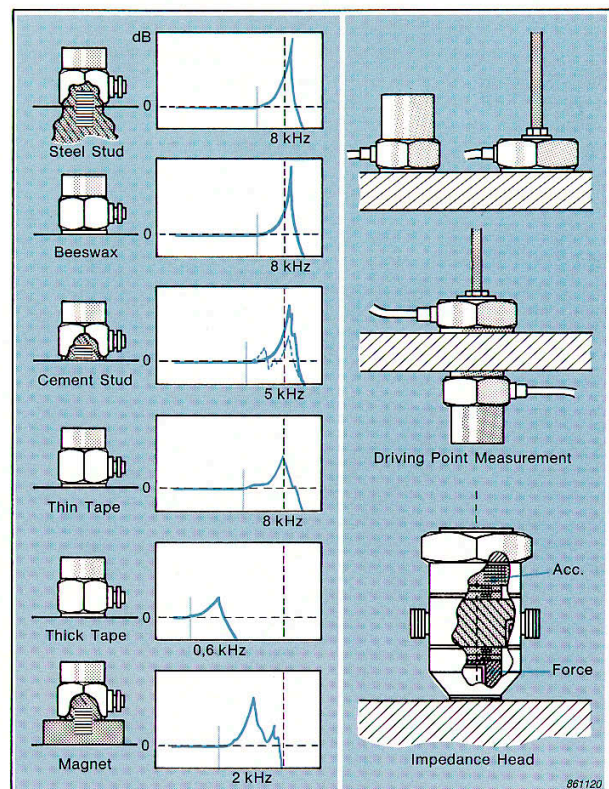 dB
0
8 kHz
Steel Stud
0
8 kHz
Beeswax
0
5 kHz
Cement Stud
0
8 kHz
Thin Tape
0
0,6 kHz
Thick Tape
0
2 kHz
Magnet
Driving Point Measurement
Acc.
Force
Impedance Head
861120